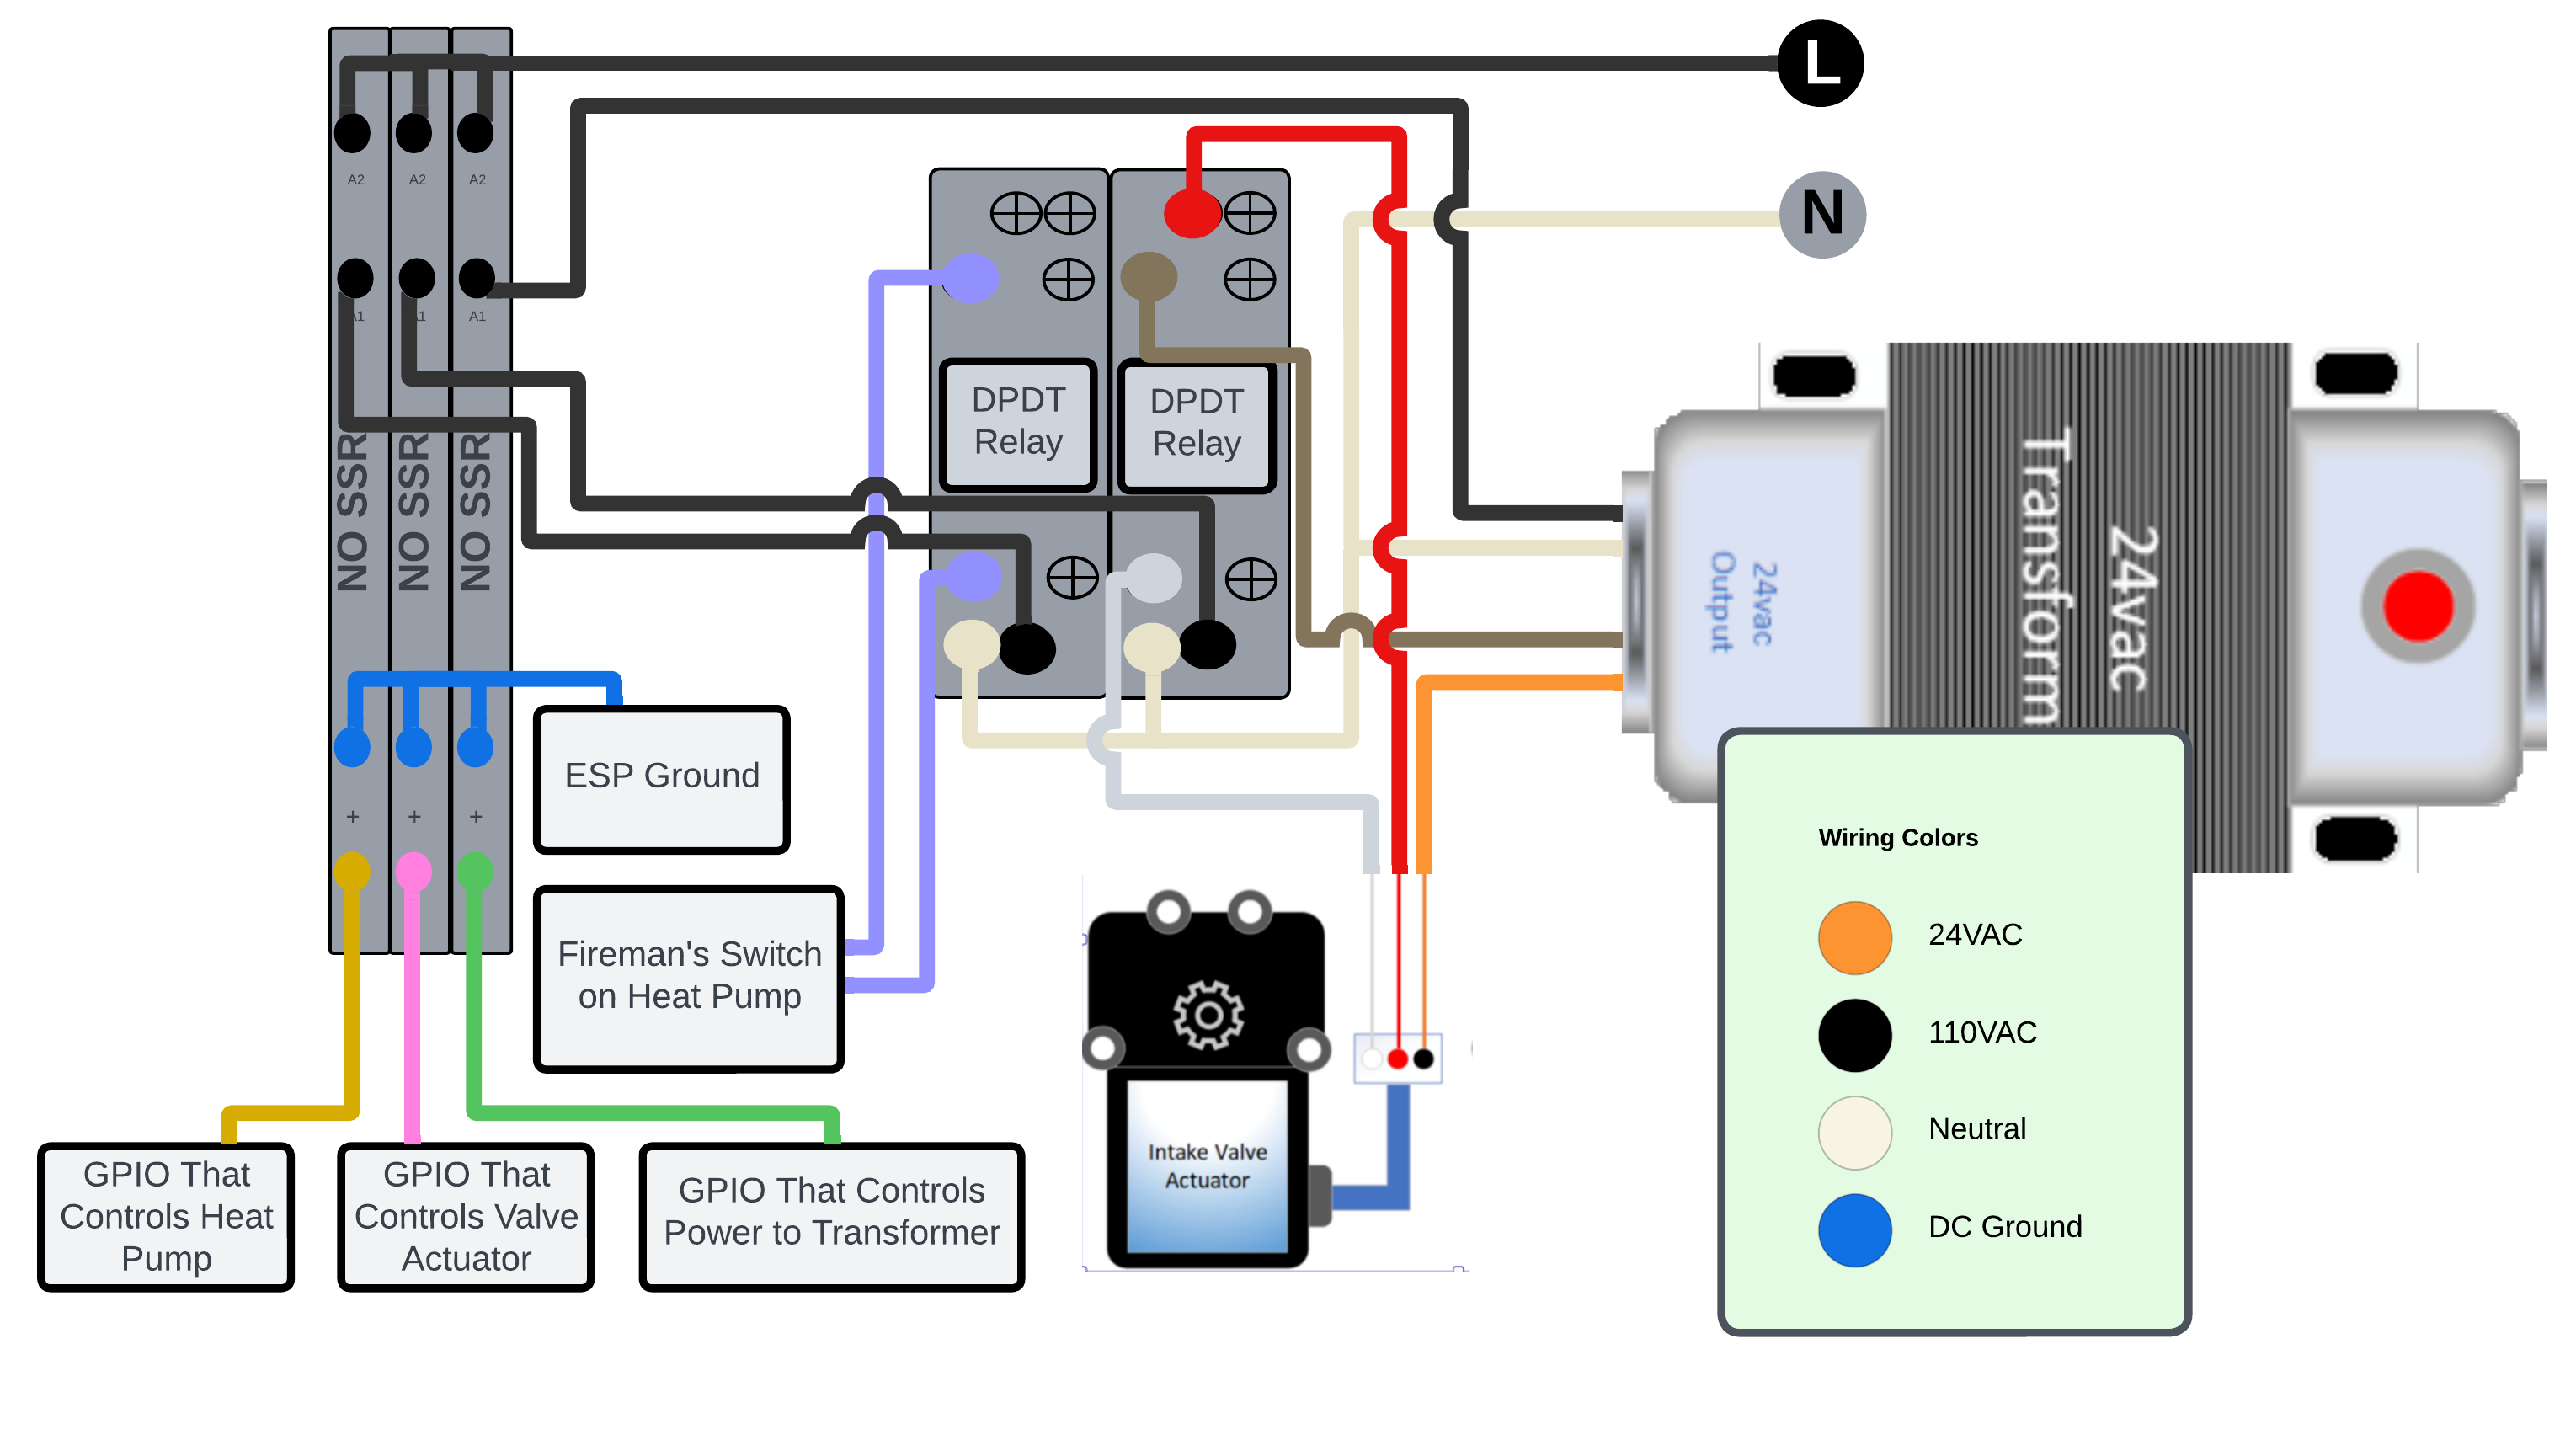 L
N
A2
A2
A2
A1
A1
A1
NO SSR
NO SSR
NO SSR
DPDT
Relay
DPDT
Relay
24vac
Transform
24vac
Output
+
+
+
ESP Ground
Fireman's Switch
on Heat Pump
GPIO That
Controls Heat
Pump
GPIO That
Controls Valve
Actuator
GPIO That Controls
Power to Transformer
Intake Valve
Actuator
Wiring Colors
24VAC
110VAC
Neutral
DC Ground